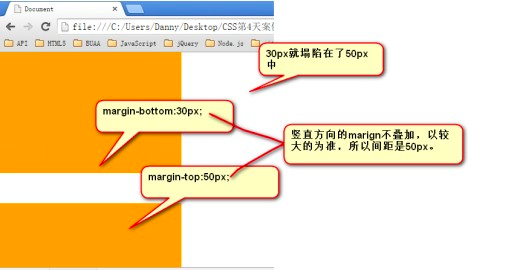 Document
file:///C:/Users/Danny/Desktop/CSS第4天案
API HTML5 BUAA JavaScript jQuery Node.js
30px就塌陷在了50px
中
margin-bottom:30px;
竖直方向的marign不叠加，以较
大的为准，所以间距是50px。
margin-top:50px;